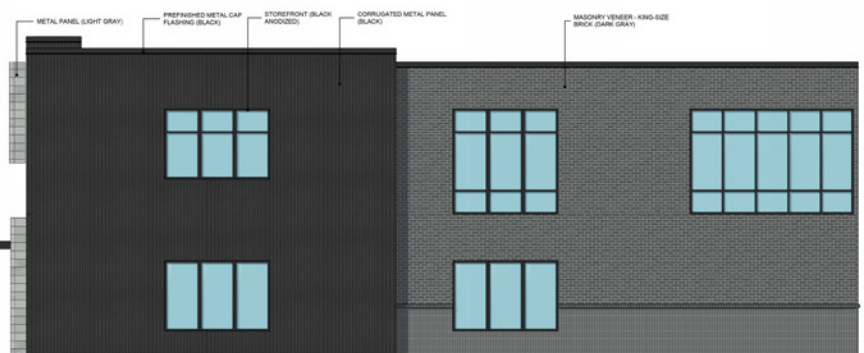 METAL PANEL (LIGHT GRAY)
PREFINISHED METAL CAP
FLASHING (BLACK)
STOREFRONT (BLACK
ANODIZED)
CORRUGATED METAL PANEL
(BLACK)
MASONRY VENEER - KING-SIZE
BRICK (DARK GRAY)